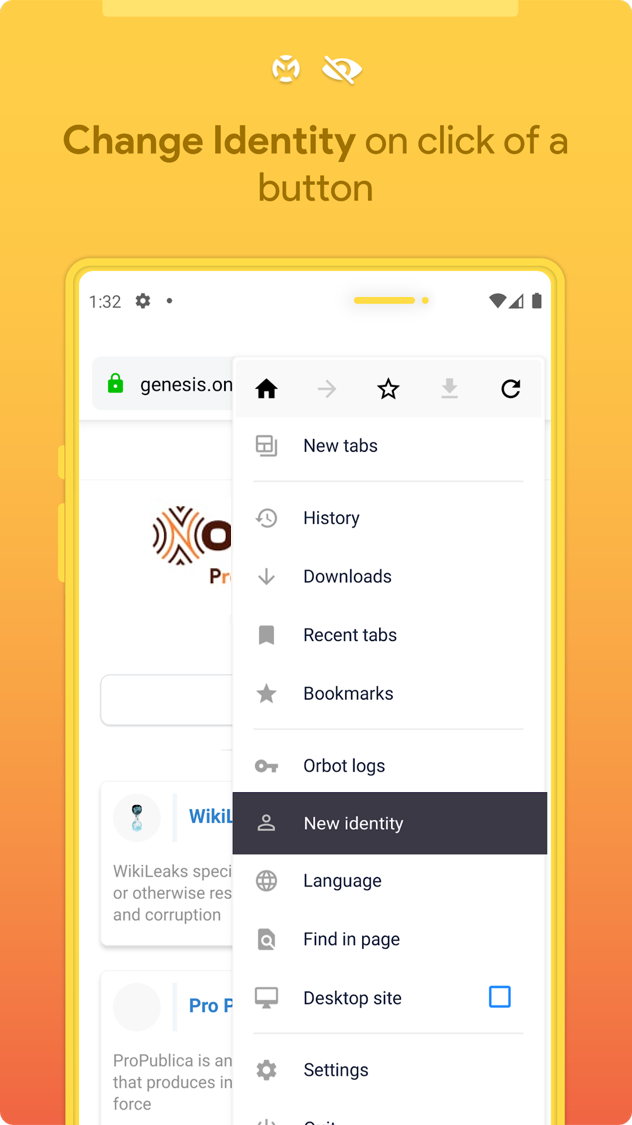 Change Identity on click of a
button
1:32
genesis.on
New tabs
History
Downloads
Recent tabs
Bookmarks
Orbot logs
New identity
Language
Find in page
Desktop site
Settings
WikiL
WikiLeaks speci
or otherwise res
and corruption
Pro P
ProPublica is an
that produces in
force